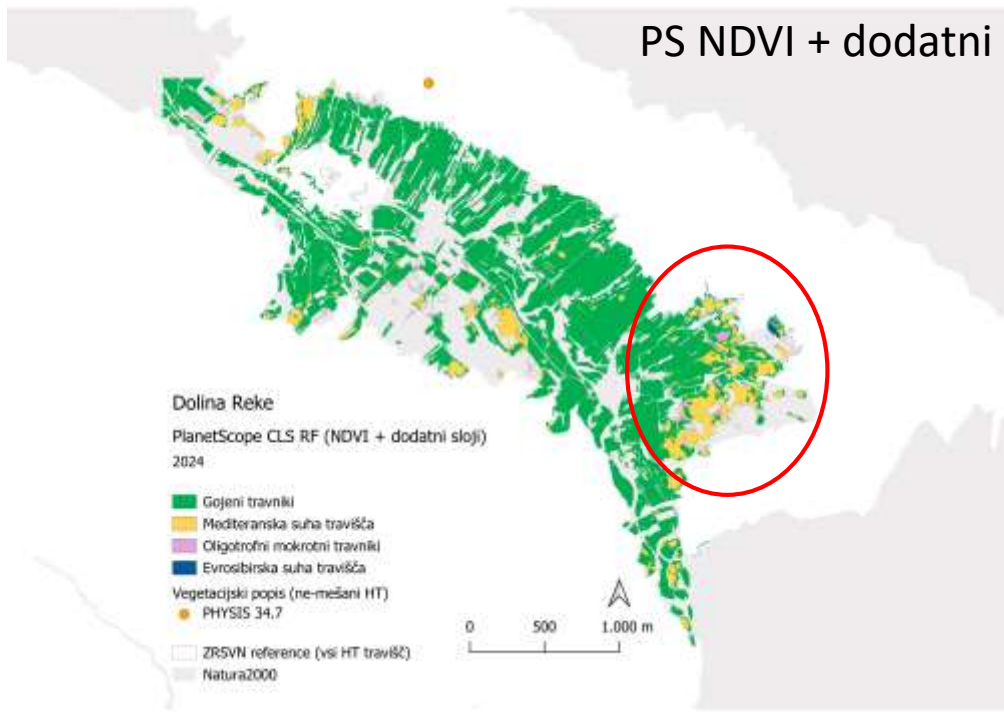 PS NDVI + dodatni
Dolina Reke
PlanetScope CLS RF (NDVI + dodatni sloji)
2024
Gojeni travniki
Mediteranska suha travišča
Oligotrofni mokrotni travniki
Evrosibirska suha travišča
Vegetacijski popis (ne-mešani HT)
PHYSIS 34.7
ZRSVN reference (vsi HT travišč)
Natura2000
0 500 1.000 m